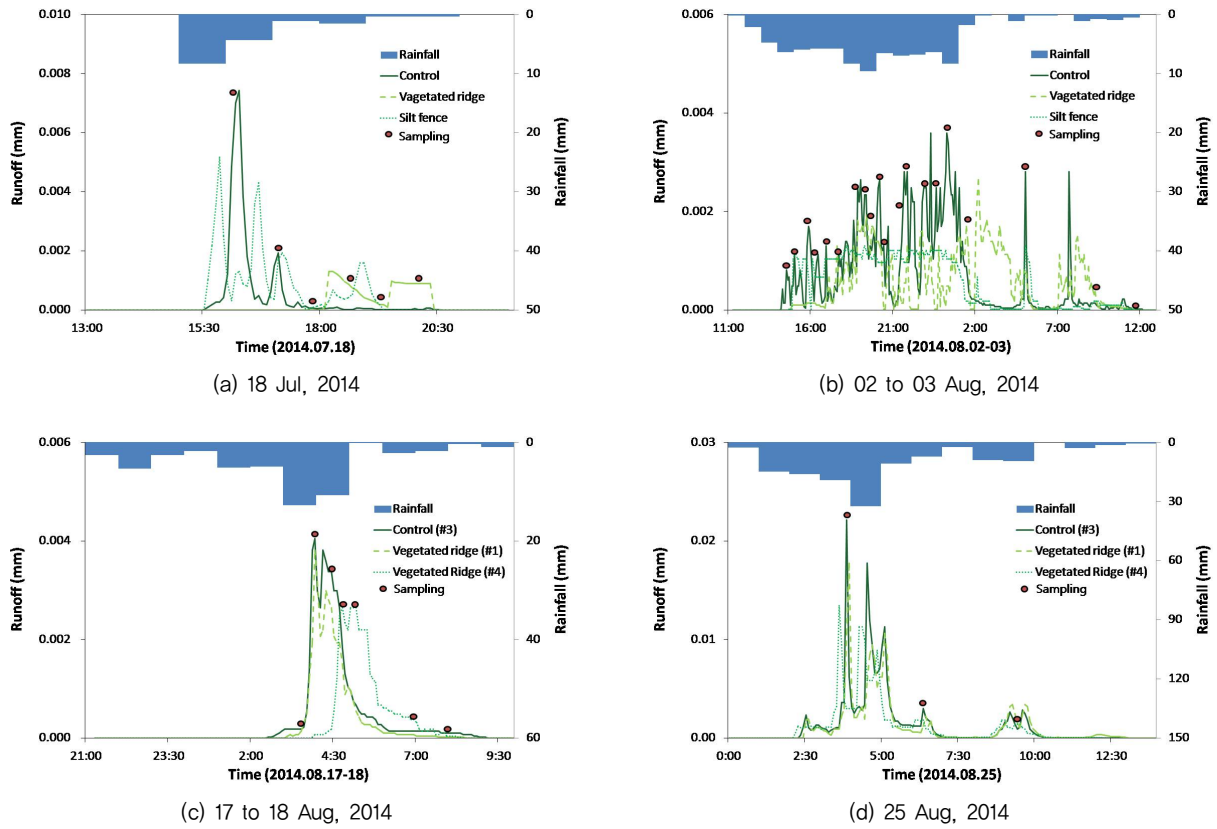 0.010
0.008
0.006
0.004
0.002
0.000
Runoff (mm)
0
10
20
30
40
50
Rainfall (mm)
Rainfall
Control
Vagetated ridge
Silt fence
Sampling
13:00
15:30
18:00
20:30
Time (2014.07.18)
(a) 18 Jul, 2014
0.006
0.004
0.002
0.000
Runoff (mm)
0
10
20
30
40
50
Rainfall (mm)
Rainfall
Control
Vagetated ridge
Silt fence
Sampling
11:00
16:00
21:00
2:00
7:00
12:00
Time (2014.08.02-03)
(b) 02 to 03 Aug, 2014
0.006
0.004
0.002
0.000
Runoff (mm)
0
20
40
60
Rainfall (mm)
Rainfall
Control (#3)
Vegetated ridge (#1)
Vegetated Ridge (#4)
Sampling
21:00
23:30
2:00
4:30
7:00
9:30
Time (2014.08.17-18)
(c) 17 to 18 Aug, 2014
0.03
0.02
0.01
0.00
Runoff (mm)
0
30
60
90
120
150
Rainfall (mm)
Rainfall
Control (#3)
Vegetated ridge (#1)
Vegetated Ridge (#4)
Sampling
0:00
2:30
5:00
7:30
10:00
12:30
Time (2014.08.25)
(d) 25 Aug, 2014